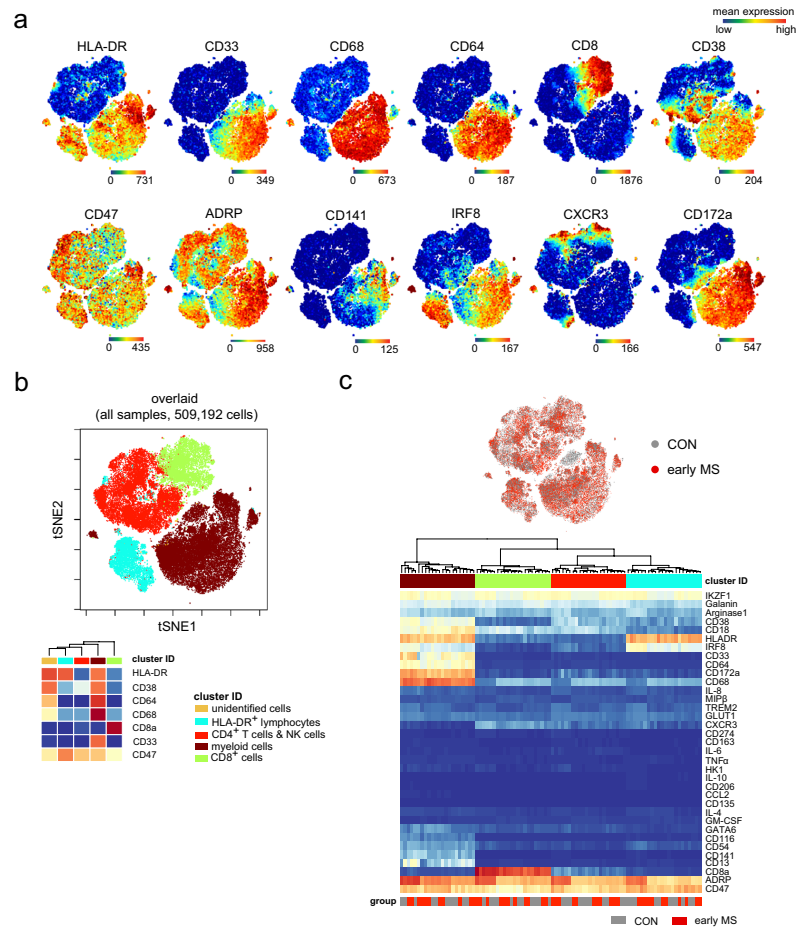 a
mean expression
low high
HLA-DR CD33 CD68 CD64 CD8 CD38
0 731 0 349 0 673 0 187 0 1876 0 204
CD47 ADRP CD141 IRF8 CXCR3 CD172a
0 435 0 958 0 125 0 167 0 166 0 547
b
overlaid
(all samples, 509,192 cells)
tSNE2
tSNE1
cluster ID
HLA-DR
CD38
CD64
CD68
CD8a
CD33
CD47
cluster ID
unidentified cells
HLA-DR+ lymphocytes
CD4+ T cells & NK cells
myeloid cells
CD8+ cells
c
CON
early MS
cluster ID
IKZF1
Galanin
Arginase1
CD38
CD18
HLADR
IRF8
CD33
CD64
CD172a
CD68
IL-8
MIPβ
TREM2
GLUT1
CXCR3
CD274
CD163
IL-6
TNFα
HK1
IL-10
CD206
CCL2
CD135
IL-4
GM-CSF
GATA6
CD116
CD54
CD141
CD13
CD8a
ADRP
CD47
group
CON early MS